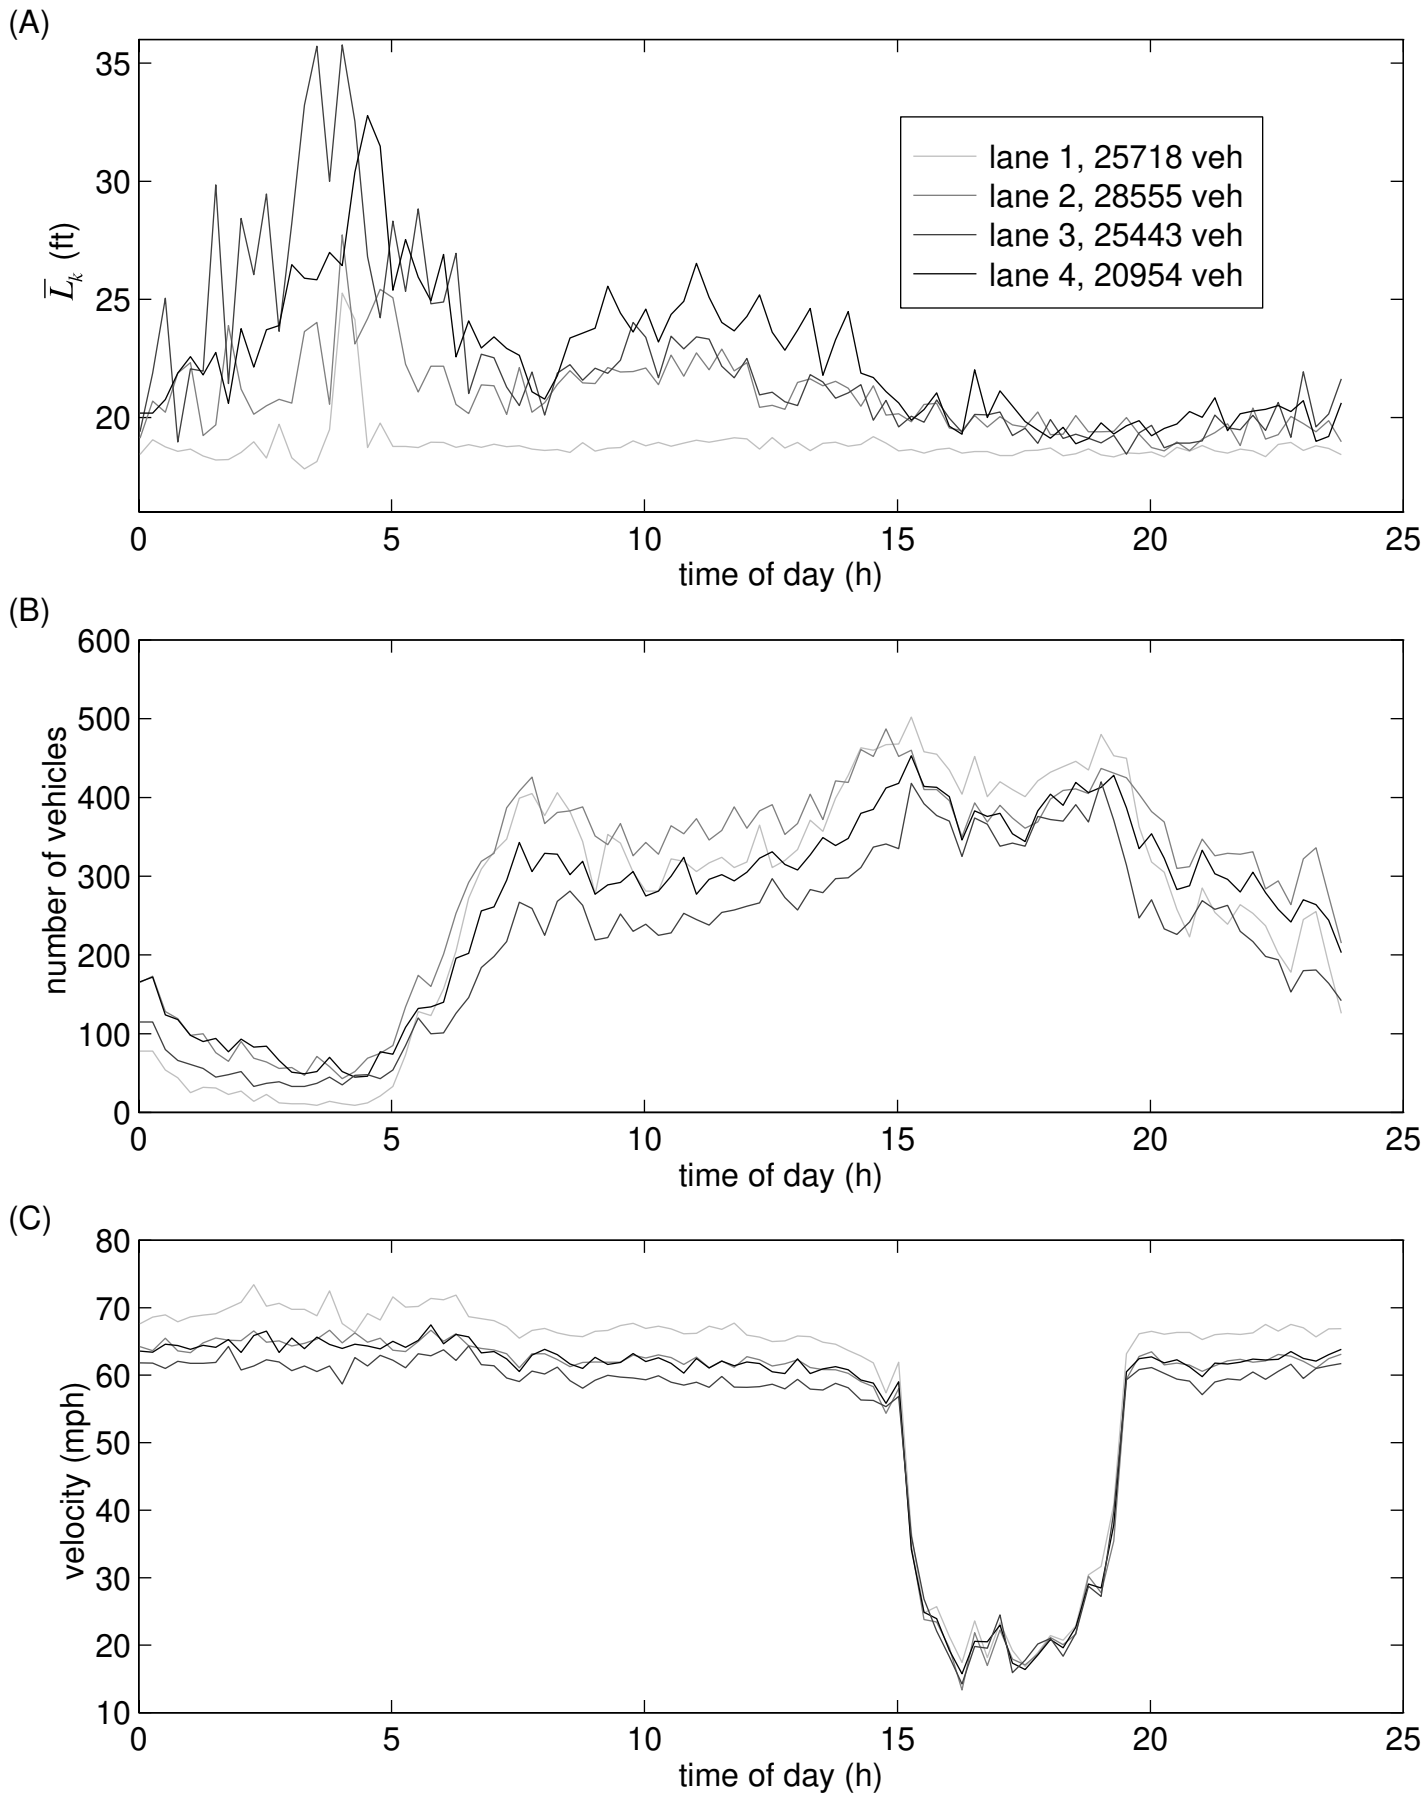 (A)
35
30
25
20
L̅k (ft)
lane 1, 25718 veh
lane 2, 28555 veh
lane 3, 25443 veh
lane 4, 20954 veh
0 5 10 15 20 25
time of day (h)
(B)
600
500
400
300
200
100
0
number of vehicles
0 5 10 15 20 25
time of day (h)
(C)
80
70
60
50
40
30
20
10
velocity (mph)
0 5 10 15 20 25
time of day (h)